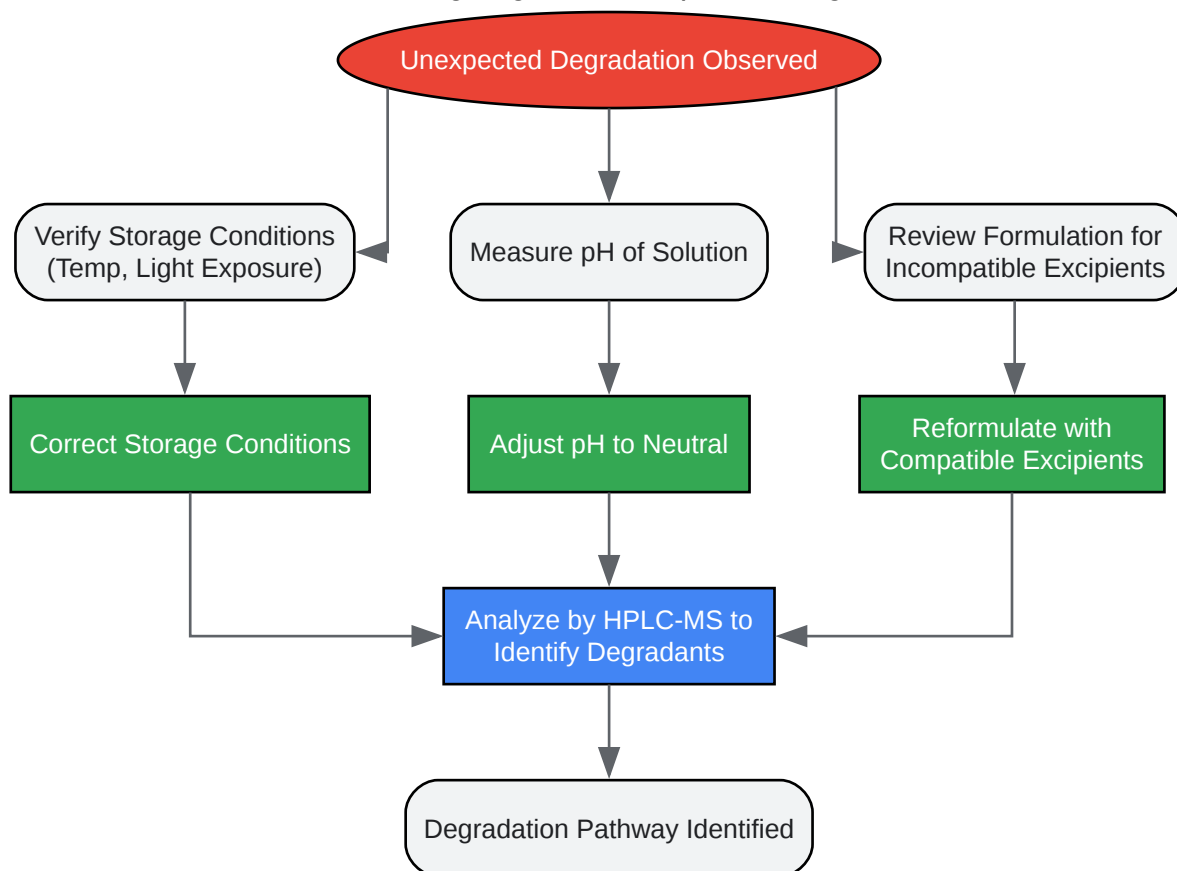 Unexpected Degradation Observed
Verify Storage Conditions
(Temp, Light Exposure)
Measure pH of Solution
Review Formulation for
Incompatible Excipients
Correct Storage Conditions
Adjust pH to Neutral
Reformulate with
Compatible Excipients
Analyze by HPLC-MS to
Identify Degradants
Degradation Pathway Identified